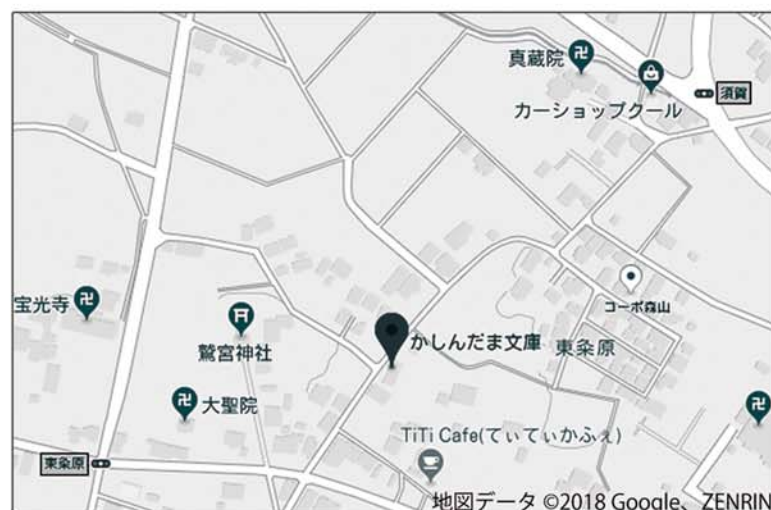 真蔵院
カーショップクール
須賀
コーポ森山
宝光寺
鷲宮神社
かしんだま文庫
東粂原
大聖院
TiTi Cafe(てぃてぃかふぇ)
東粂原
地図データ ©2018 Google、ZENRIN